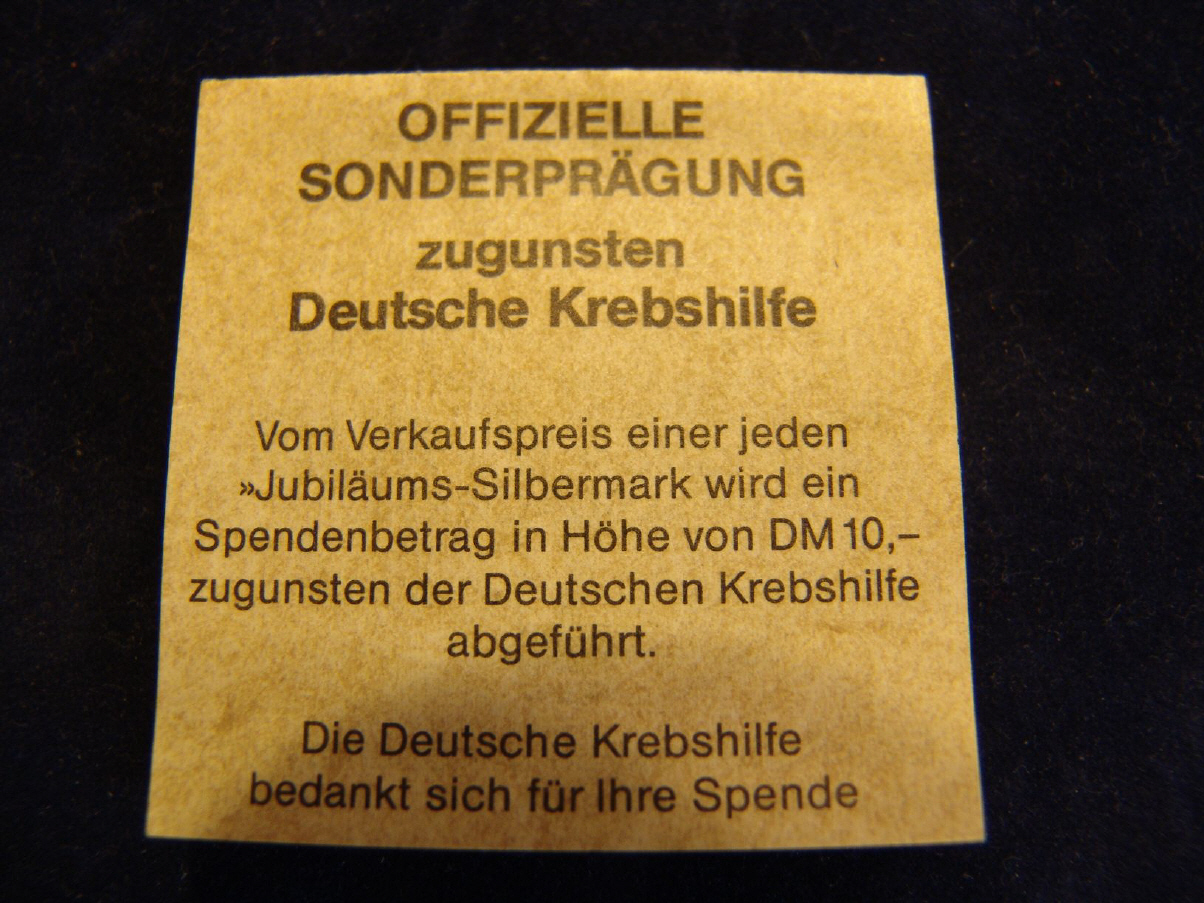 OFFIZIELLE
SONDERPRÄGUNG
zugunsten
Deutsche Krebshilfe
Vom Verkaufspreis einer jeden
»Jubiläums-Silbermark wird ein
Spendenbetrag in Höhe von DM 10,–
zugunsten der Deutschen Krebshilfe
abgeführt.
Die Deutsche Krebshilfe
bedankt sich für Ihre Spende